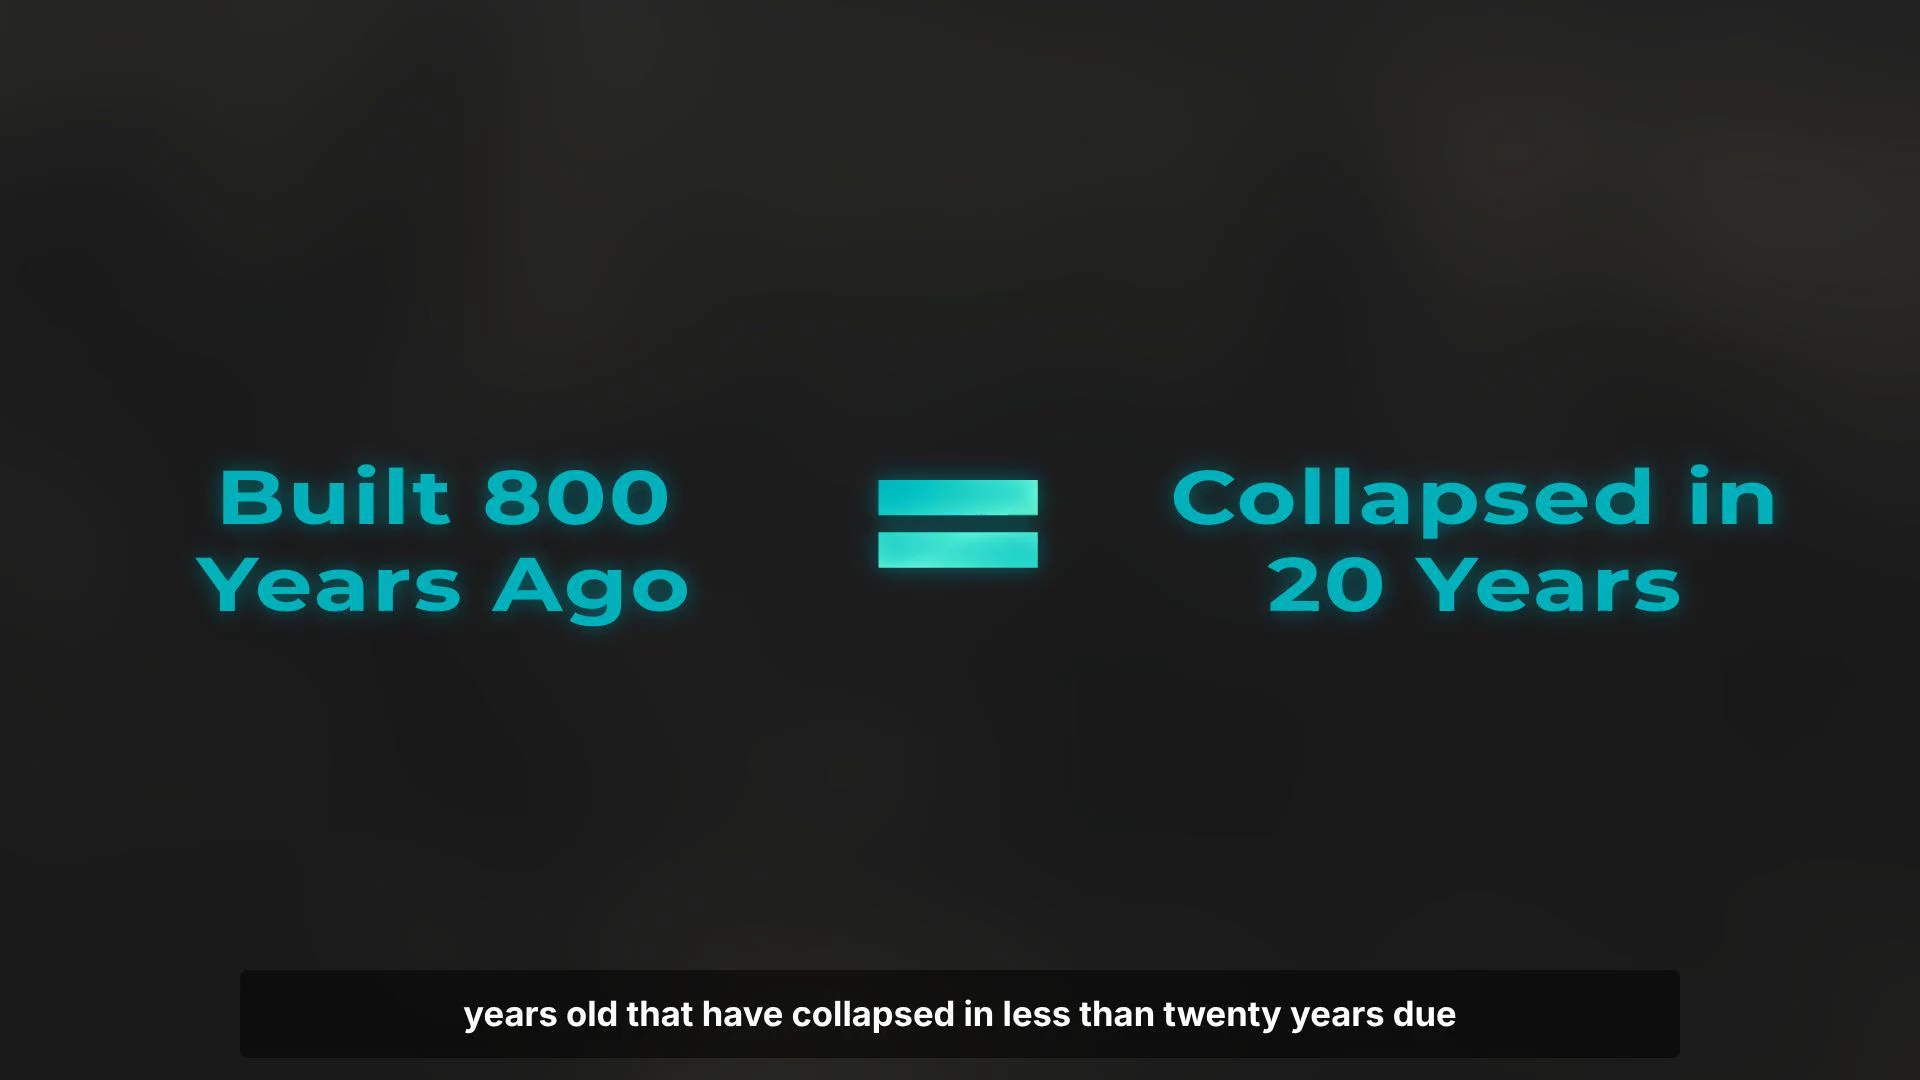 Built 800
Years Ago
=
Collapsed in
20 Years
years old that have collapsed in less than twenty years due